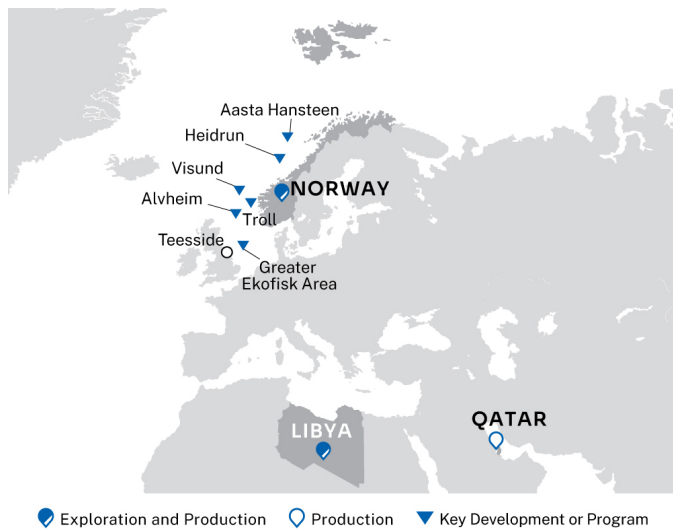 Aasta Hansteen
Heidrun
Visund
NORWAY
Alvheim
Troll
Teesside
Greater
Ekofisk Area
LIBYA
QATAR
Exploration and Production
Production
Key Development or Program